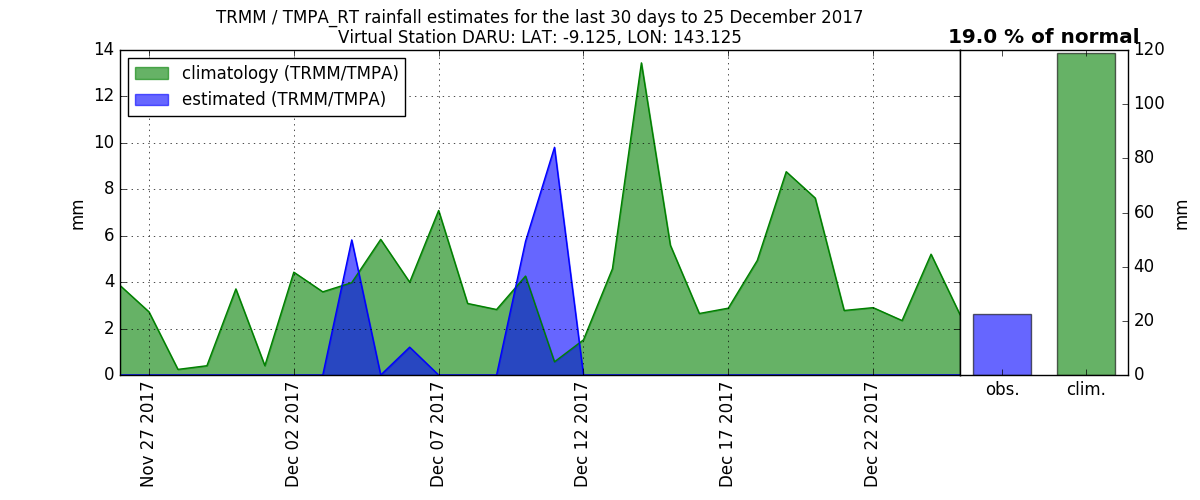 TRMM / TMPA_RT rainfall estimates for the last 30 days to 25 December 2017
Virtual Station DARU: LAT: -9.125, LON: 143.125
19.0 % of normal
climatology (TRMM/TMPA)
estimated (TRMM/TMPA)
mm
14
12
10
8
6
4
2
0
Nov 27 2017
Dec 02 2017
Dec 07 2017
Dec 12 2017
Dec 17 2017
Dec 22 2017
obs.
clim.
120
100
80
60
40
20
0
mm